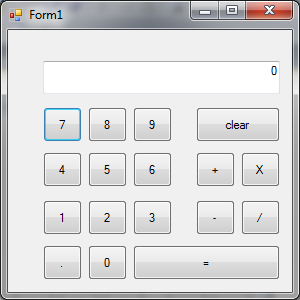 Form1
0
7 8 9 clear
4 5 6 + X
1 2 3 - /
. 0 =